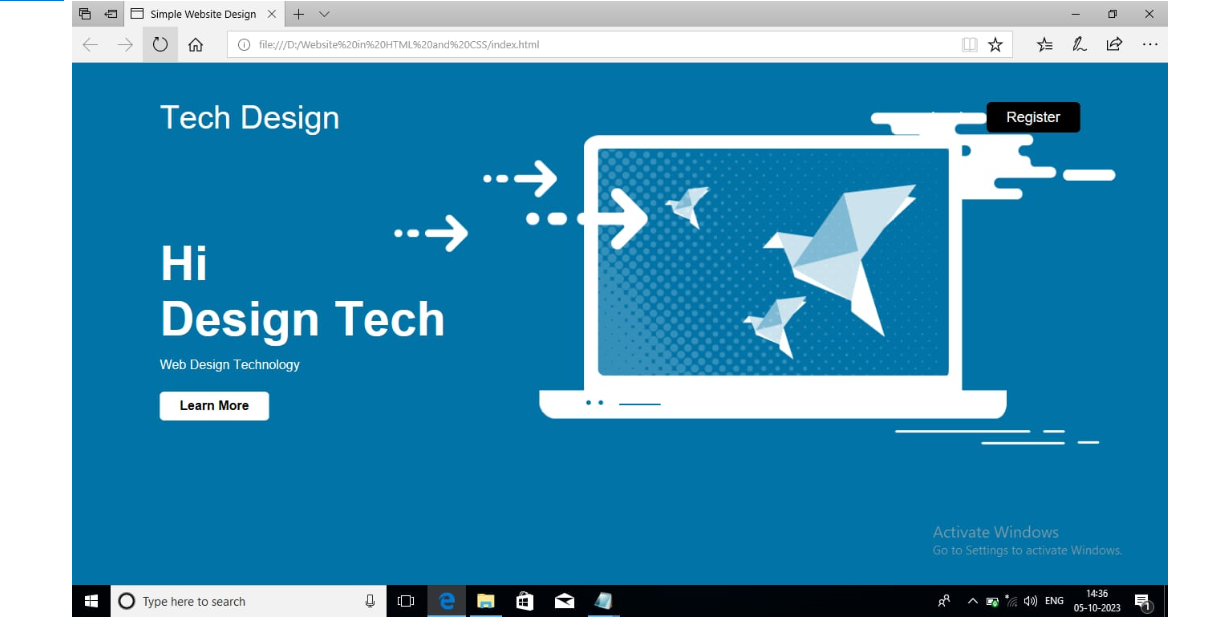 Simple Website Design
file:///D:/Website%20in%20HTML%20and%20CSS/index.html
Tech Design
Register
Hi
Design Tech
Web Design Technology
Learn More
Activate Windows
Go to Settings to activate Windows.
Type here to search
ENG
14:36
05-10-2023
1